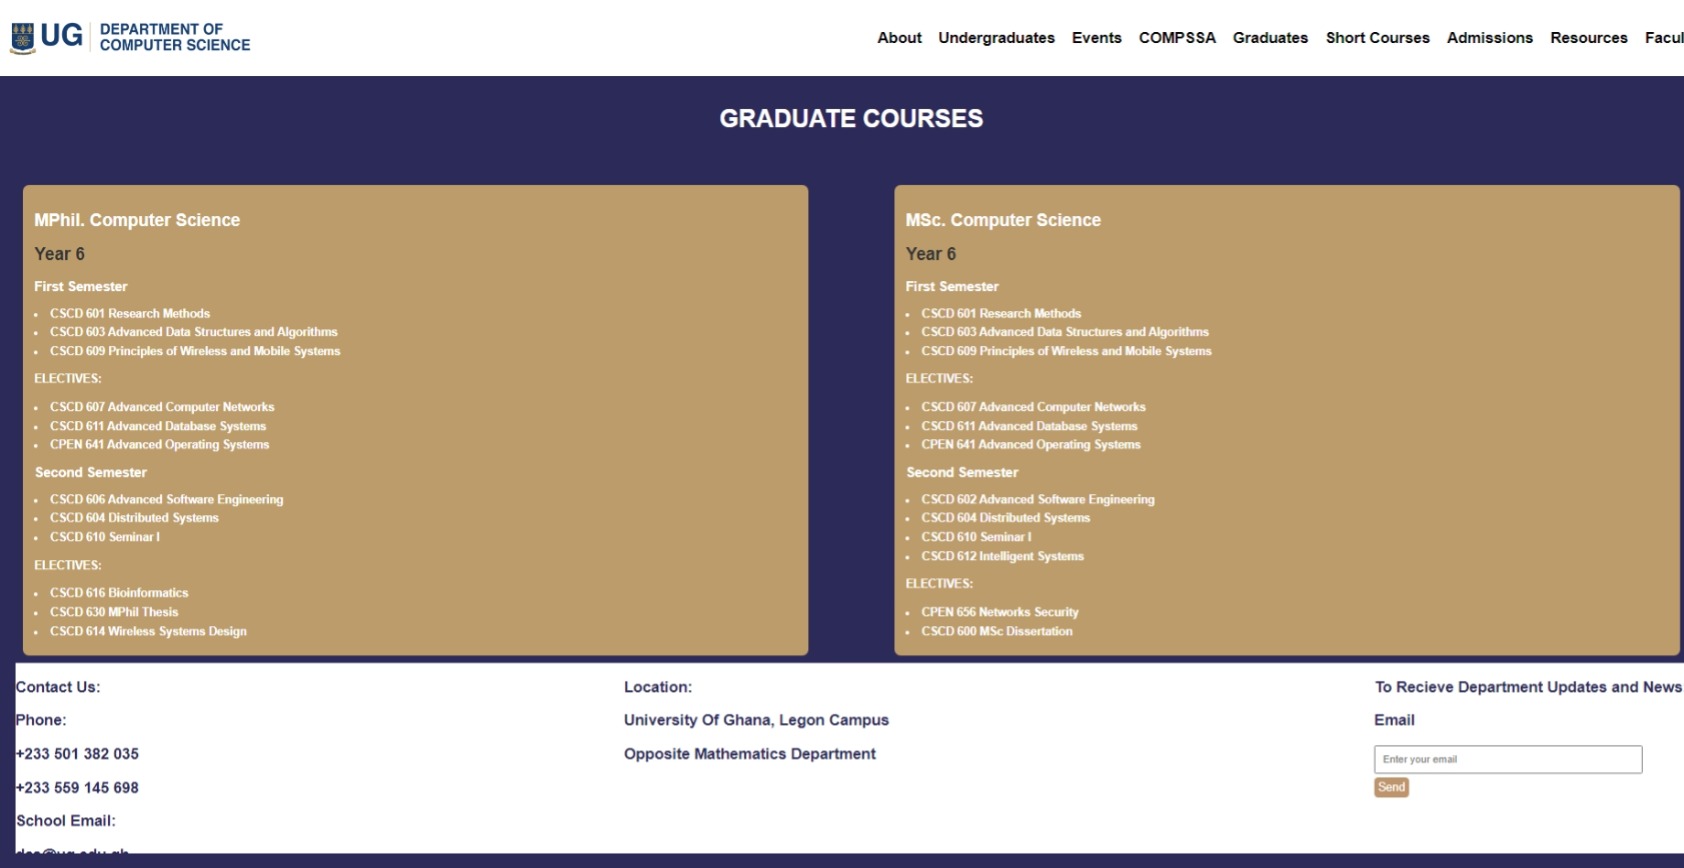 UG
DEPARTMENT OF
COMPUTER SCIENCE
About Undergraduates Events COMPSSA Graduates Short Courses Admissions Resources
GRADUATE COURSES
MPhil. Computer Science
Year 6
First Semester
CSCD 601 Research Methods
CSCD 603 Advanced Data Structures and Algorithms
CSCD 609 Principles of Wireless and Mobile Systems
ELECTIVES:
CSCD 607 Advanced Computer Networks
CSCD 611 Advanced Database Systems
CPEN 641 Advanced Operating Systems
Second Semester
CSCD 606 Advanced Software Engineering
CSCD 604 Distributed Systems
CSCD 610 Seminar I
ELECTIVES:
CSCD 616 Bioinformatics
CSCD 630 MPhil Thesis
CSCD 614 Wireless Systems Design
MSc. Computer Science
Year 6
First Semester
CSCD 601 Research Methods
CSCD 603 Advanced Data Structures and Algorithms
CSCD 609 Principles of Wireless and Mobile Systems
ELECTIVES:
CSCD 607 Advanced Computer Networks
CSCD 611 Advanced Database Systems
CPEN 641 Advanced Operating Systems
Second Semester
CSCD 602 Advanced Software Engineering
CSCD 604 Distributed Systems
CSCD 610 Seminar I
CSCD 612 Intelligent Systems
ELECTIVES:
CPEN 656 Networks Security
CSCD 600 MSc Dissertation
Contact Us:
Phone:
+233 501 382 035
+233 559 145 698
School Email:
Location:
University Of Ghana, Legon Campus
Opposite Mathematics Department
To Recieve Department Updates and News
Email
Enter your email
Send